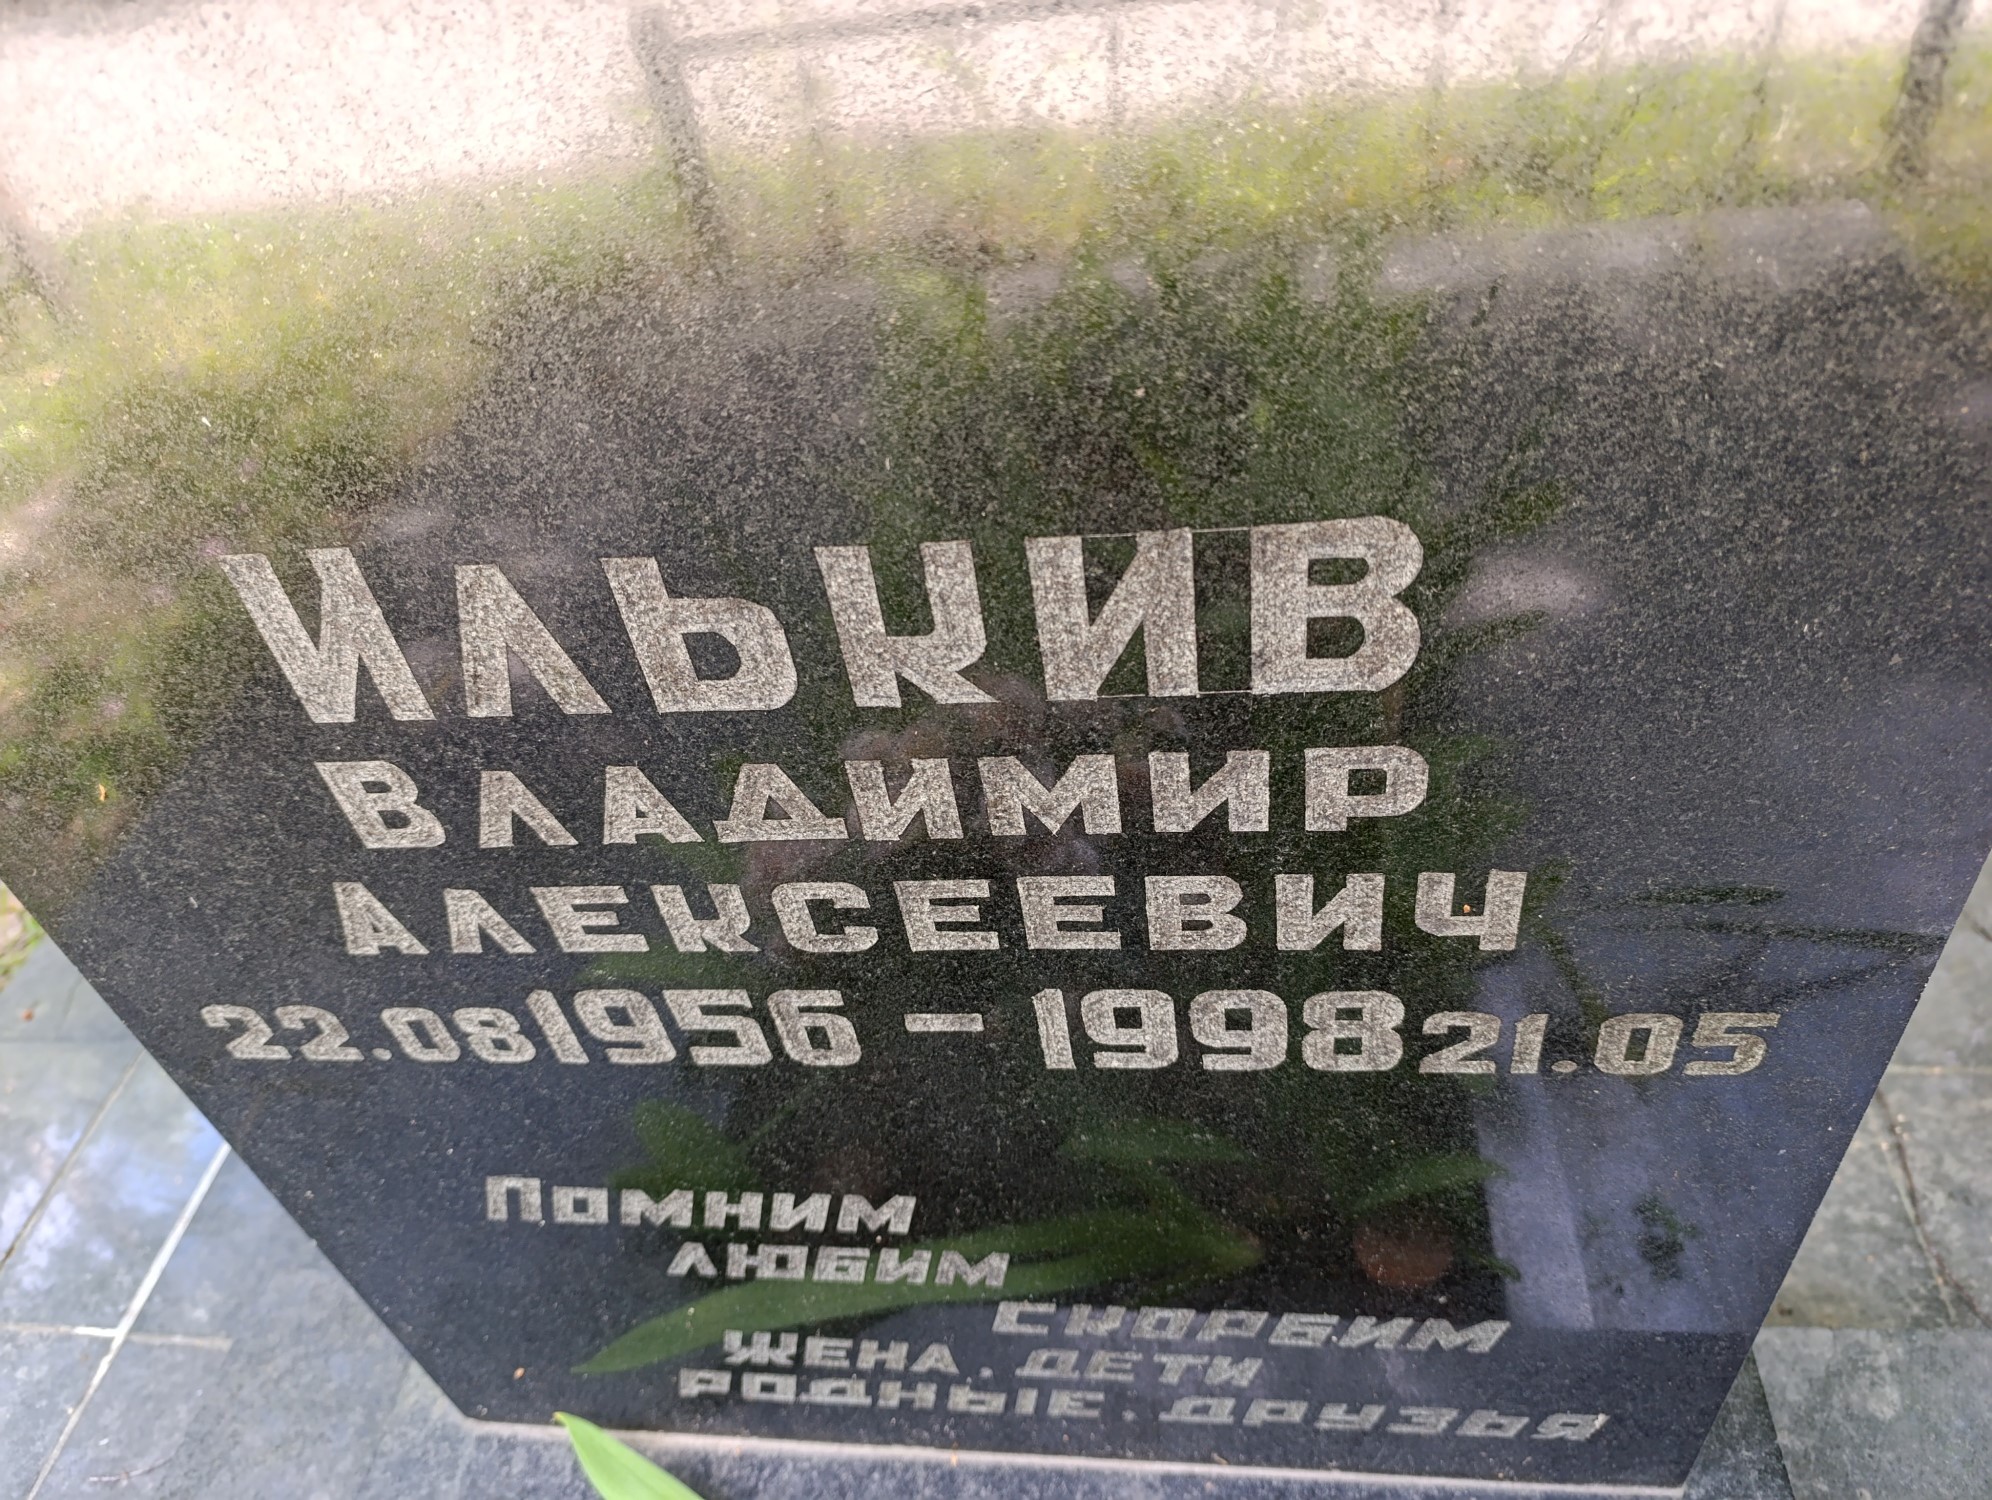 ИЛЬКИВ
ВЛАДИМИР
АЛЕКСЕЕВИЧ
22.08 1956 – 1998 21.05
ПОМНИМ
ЛЮБИМ
СКОРБИМ
ЖЕНА. ДЕТИ
РОДНЫЕ. ДРУЗЬЯ